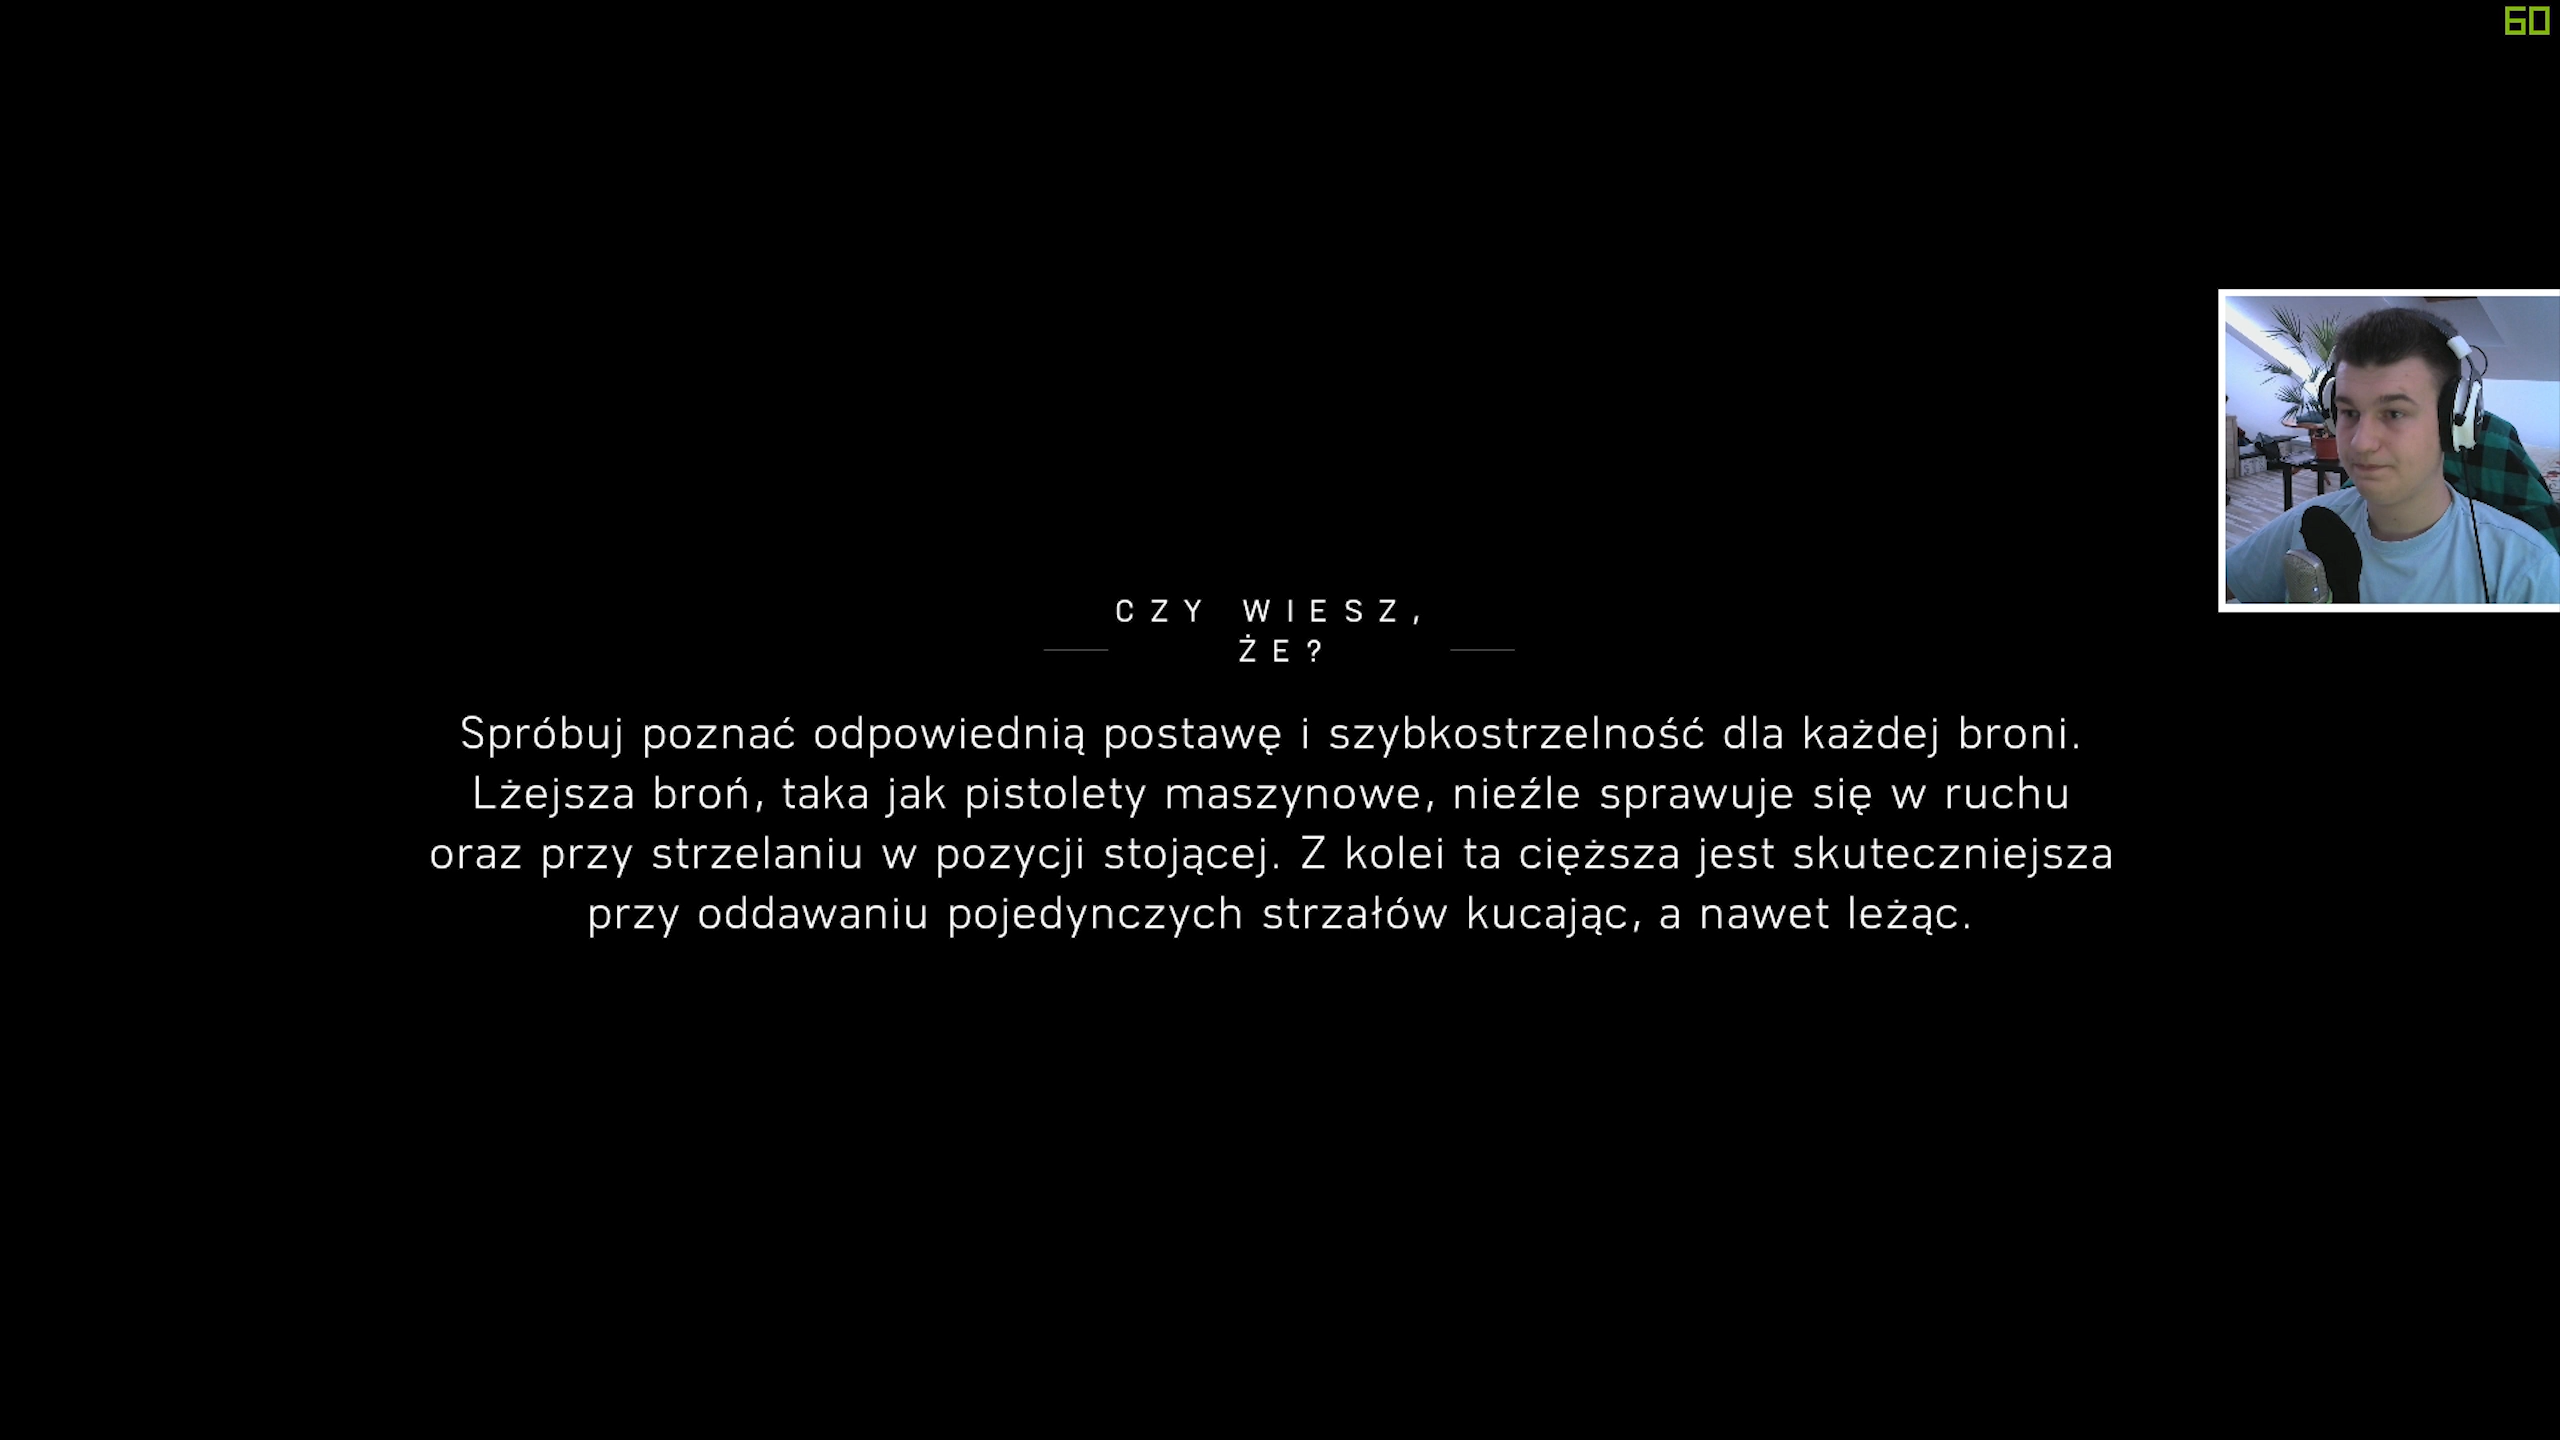 60
CZY WIESZ,
ŻE?
Spróbuj poznać odpowiednią postawę i szybkostrzelność dla każdej broni.
Lżejsza broń, taka jak pistolety maszynowe, nieźle sprawuje się w ruchu
oraz przy strzelaniu w pozycji stojącej. Z kolei ta cięższa jest skuteczniejsza
przy oddawaniu pojedynczych strzałów kucając, a nawet leżąc.